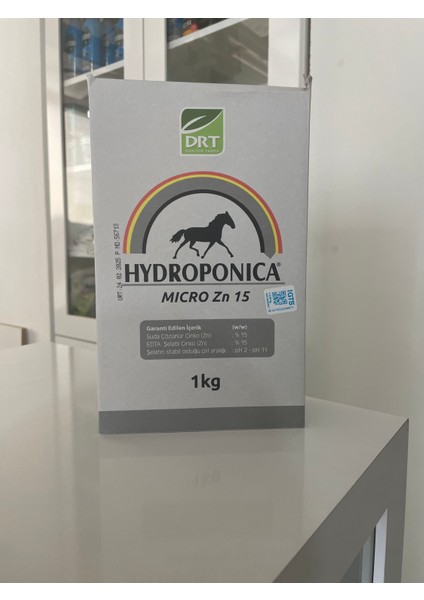 DRT
HYDROPONICA®
MICRO Zn 15
Garanti Edilen İçerik (w/w)
Suda Çözünür Çinko (Zn) : % 15
EDTA Şelatlı Çinko (Zn) : % 15
Şelatın stabil olduğu pH aralığı : pH 2 - pH 11
1kg